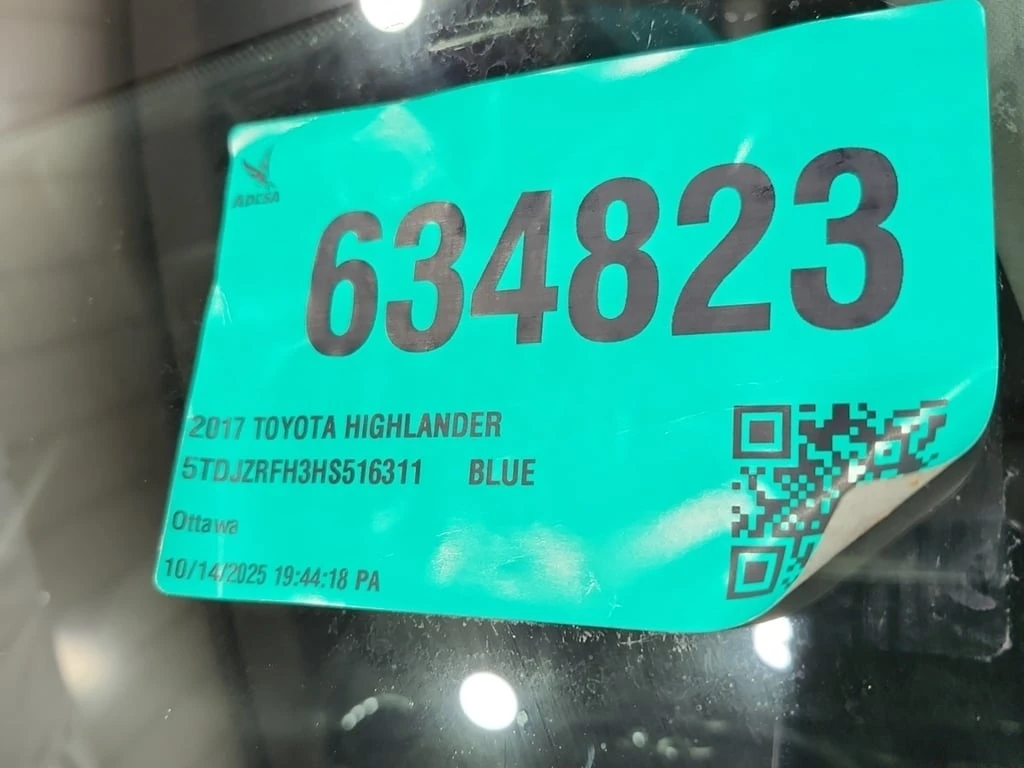 ADESA
634823
2017 TOYOTA HIGHLANDER
5TDJZRFH3HS516311 BLUE
Ottawa
10/14/2025 19:44:18 PA